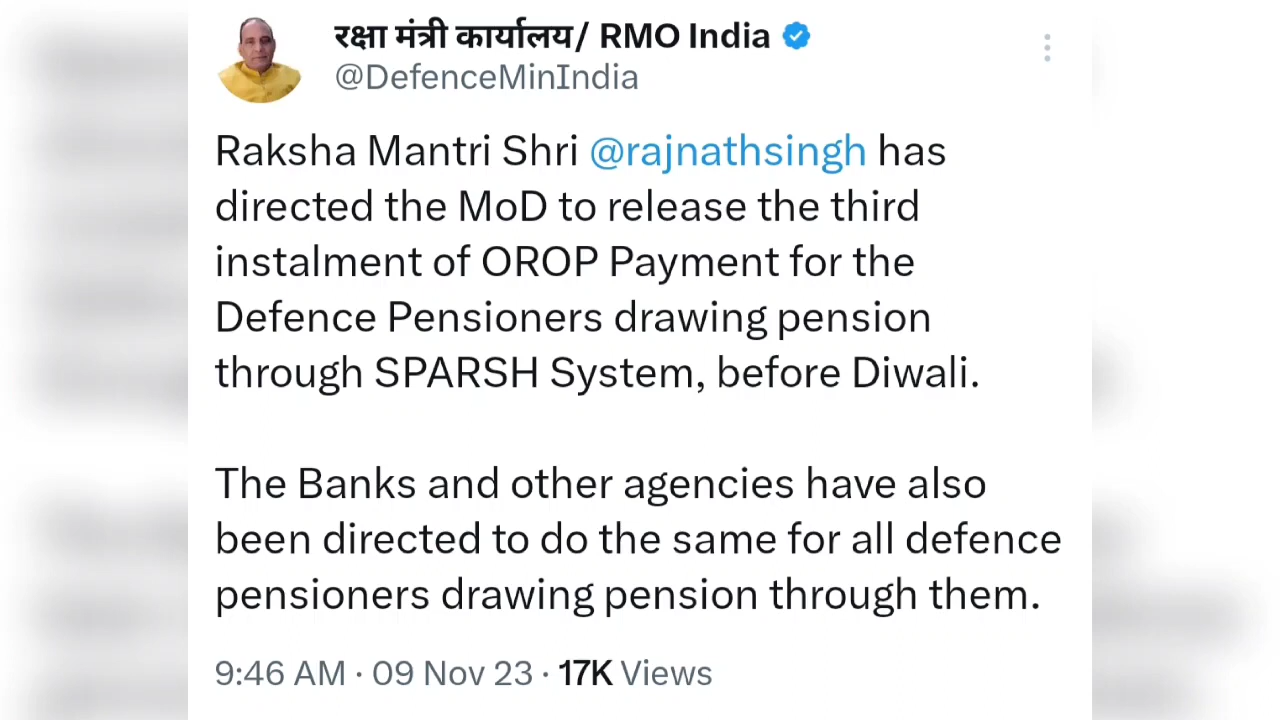 रक्षा मंत्री कार्यालय/ RMO India
@DefenceMinIndia
Raksha Mantri Shri @rajnathsingh has
directed the MoD to release the third
instalment of OROP Payment for the
Defence Pensioners drawing pension
through SPARSH System, before Diwali.
The Banks and other agencies have also
been directed to do the same for all defence
pensioners drawing pension through them.
9:46 AM · 09 Nov 23 · 17K Views